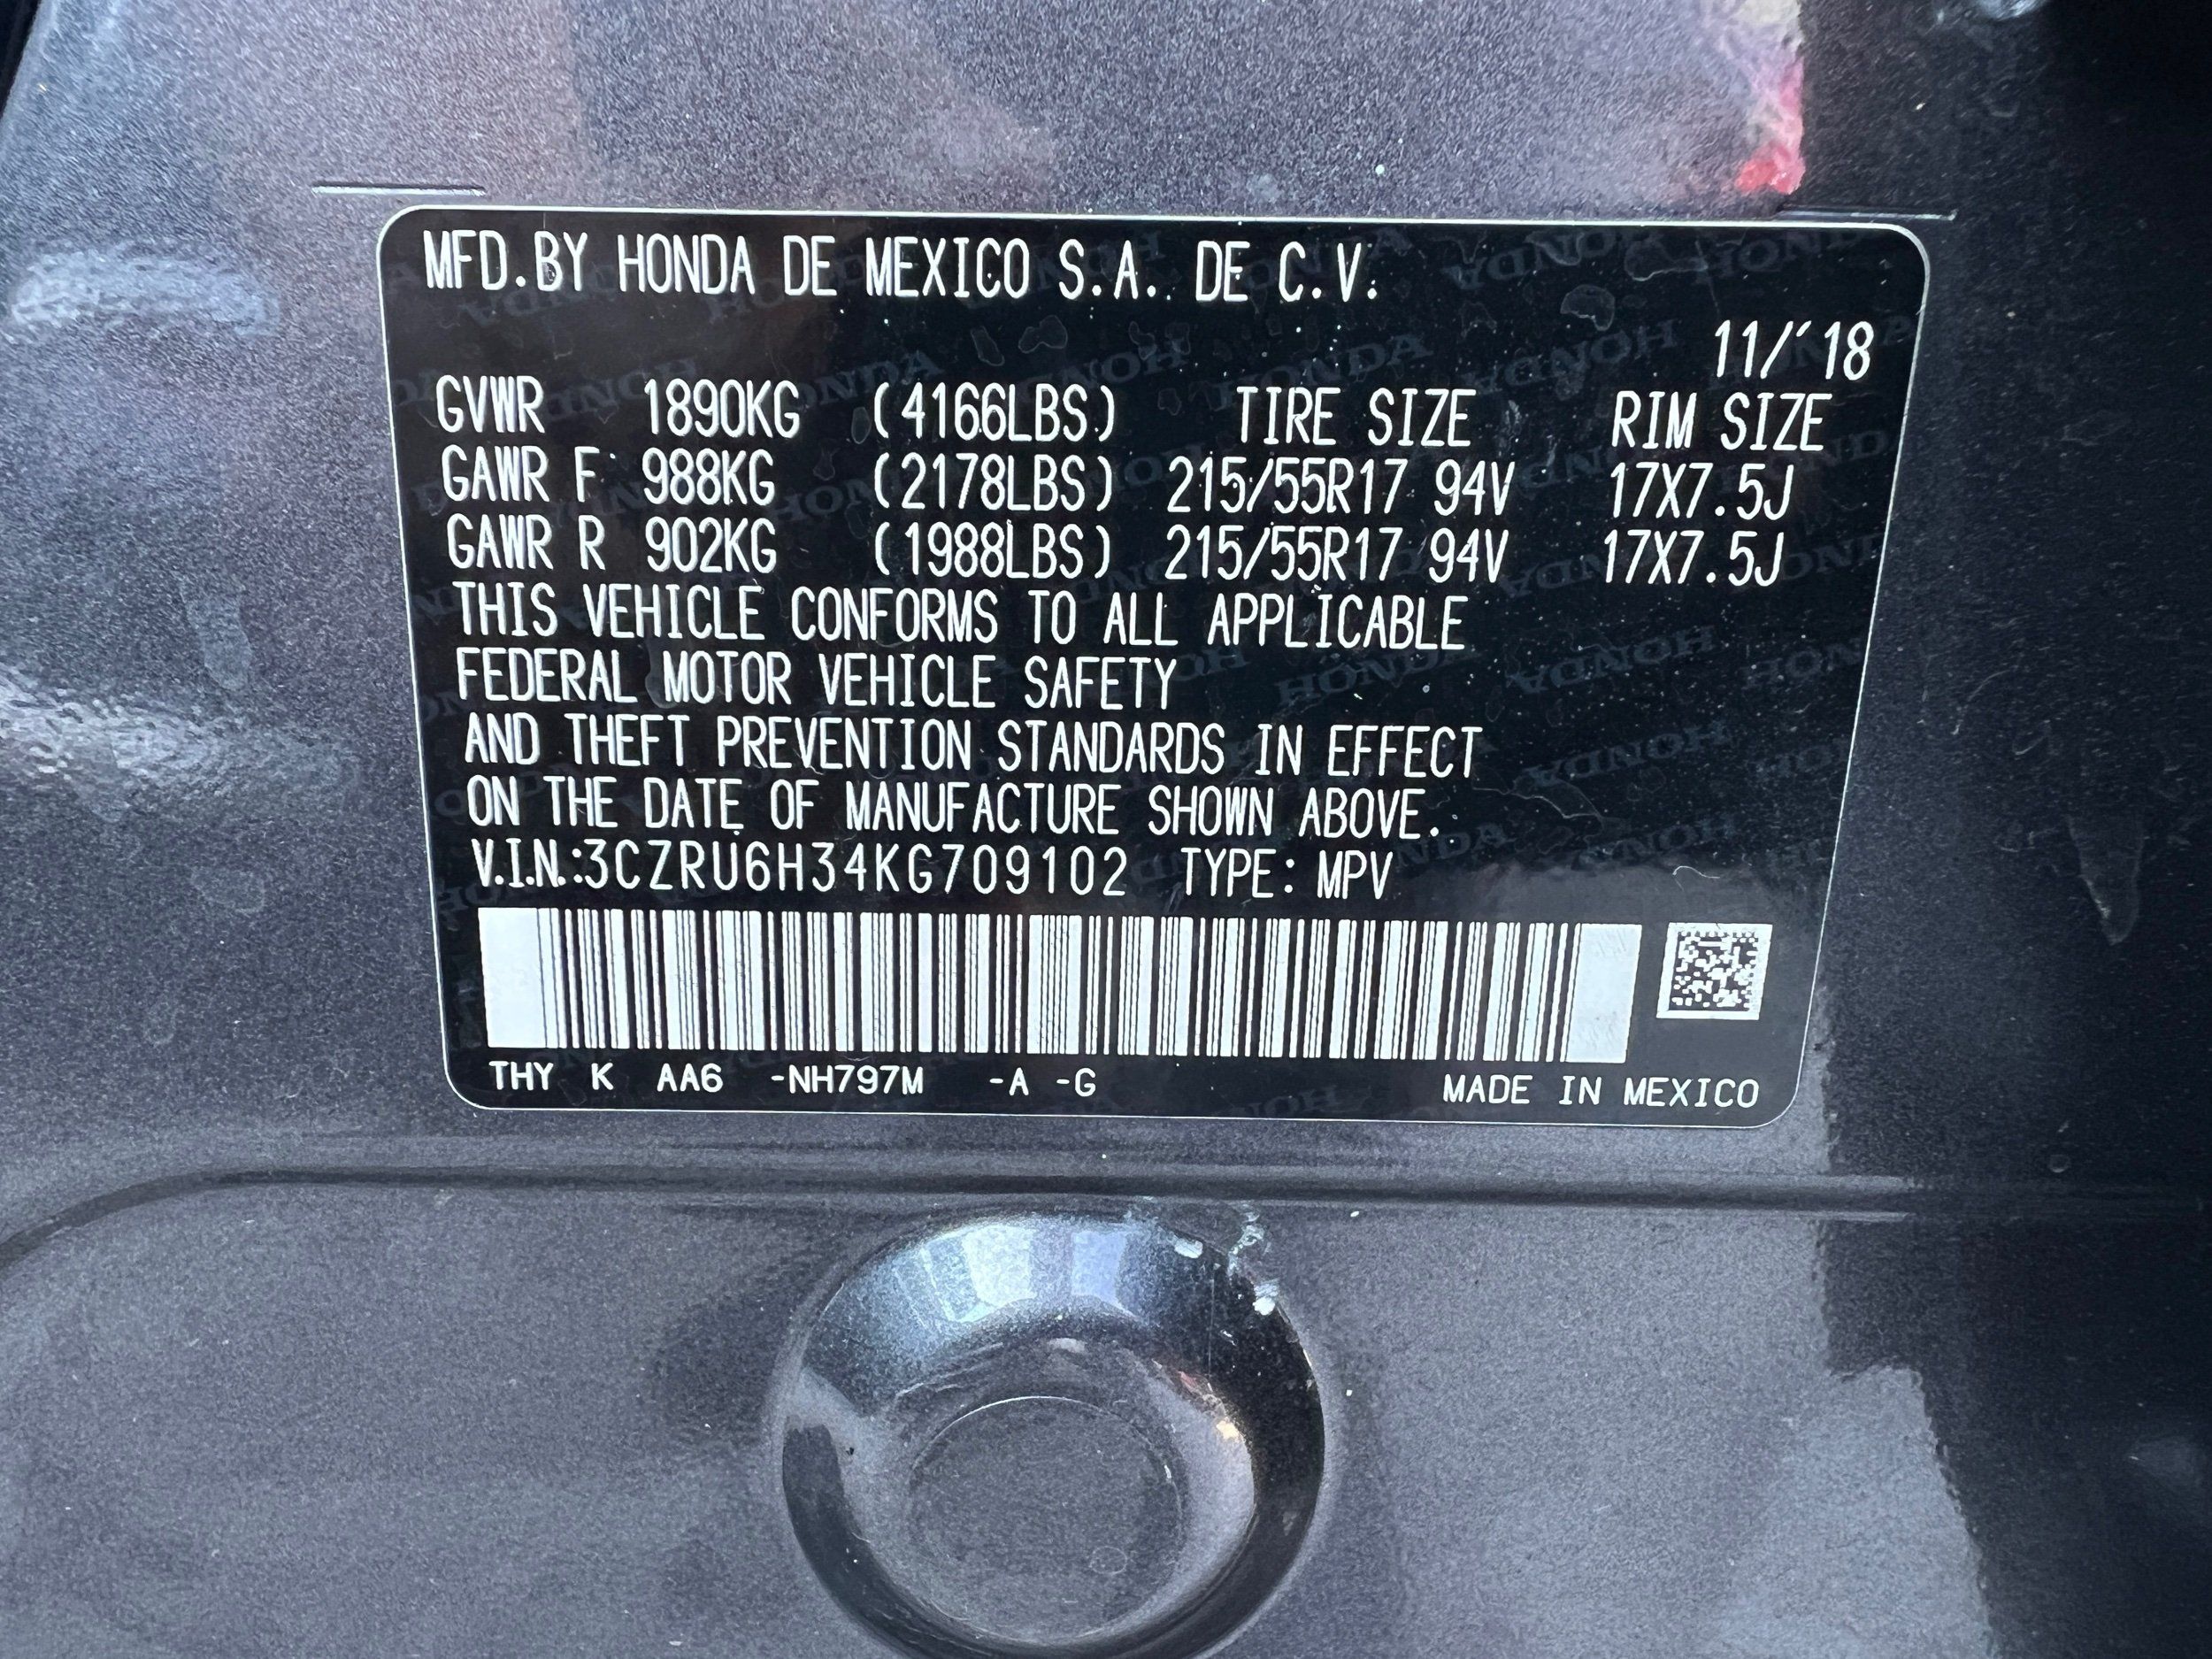 MFD.BY HONDA DE MEXICO S.A. DE C.V.
11/'18
GVWR 1890KG (4166LBS) TIRE SIZE RIM SIZE
GAWR F 988KG (2178LBS) 215/55R17 94V 17X7.5J
GAWR R 902KG (1988LBS) 215/55R17 94V 17X7.5J
THIS VEHICLE CONFORMS TO ALL APPLICABLE
FEDERAL MOTOR VEHICLE SAFETY
AND THEFT PREVENTION STANDARDS IN EFFECT
ON THE DATE OF MANUFACTURE SHOWN ABOVE.
V.I.N.:3CZRU6H34KG709102 TYPE: MPV
THY K AA6 -NH797M -A -G MADE IN MEXICO